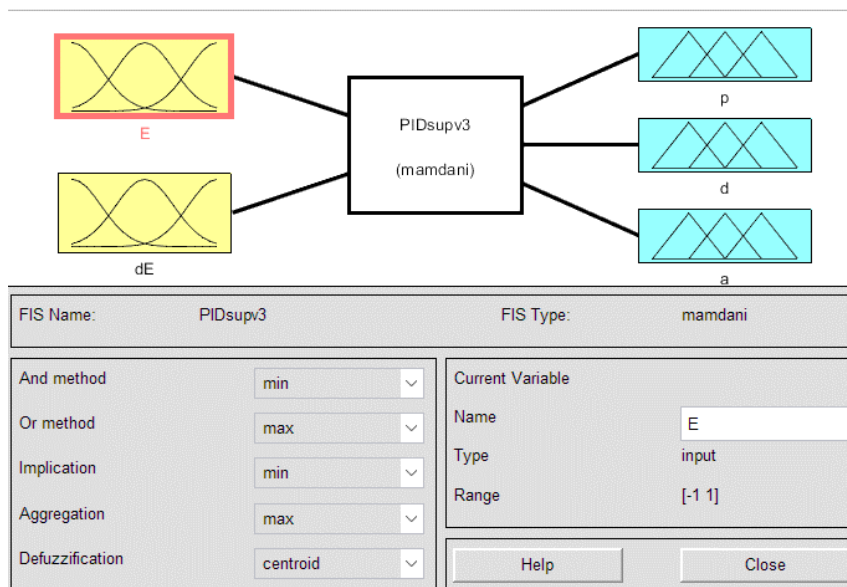 E
dE
PIDsupv3
(mamdani)
p
d
a
FIS Name: PIDsupv3 FIS Type: mamdani
And method min
Or method max
Implication min
Aggregation max
Defuzzification centroid
Current Variable
Name E
Type input
Range [-1 1]
Help Close